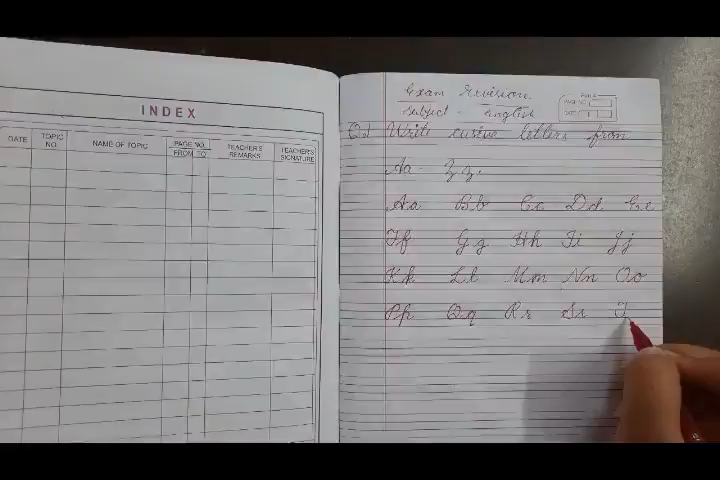 INDEX
DATE TOPIC NO NAME OF TOPIC PAGE NO. FROM TO TEACHER'S REMARKS TEACHER'S SIGNATURE
Exam Revision
Subject - english
PAGE NO.
DATE
Q1 Write cursive letters from
Aa - Zz.
Aa Bb Cc Dd Ee
Ff Gg Hh Ii Jj
Kk Ll Mm Nn Oo
Pp Qq Rr Ss T